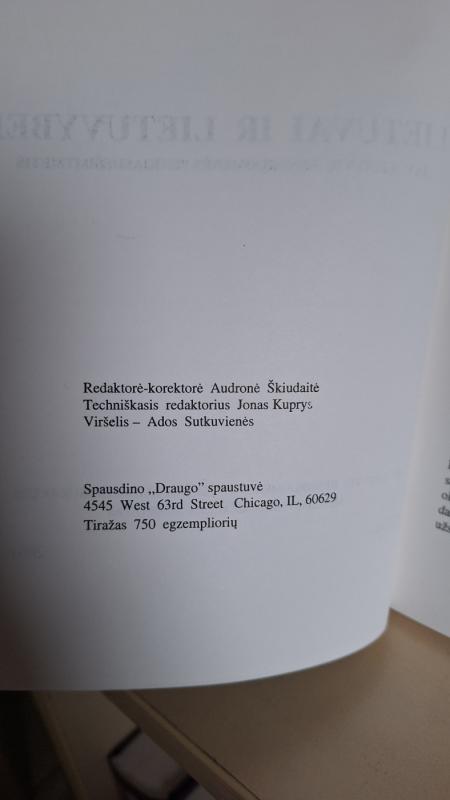 Redaktorė-korektorė Audronė Škiudaitė
Techniškasis redaktorius Jonas Kuprys
Viršelis – Ados Sutkuvienės
Spausdino „Draugo” spaustuvė
4545 West 63rd Street Chicago, IL, 60629
Tiražas 750 egzempliorių